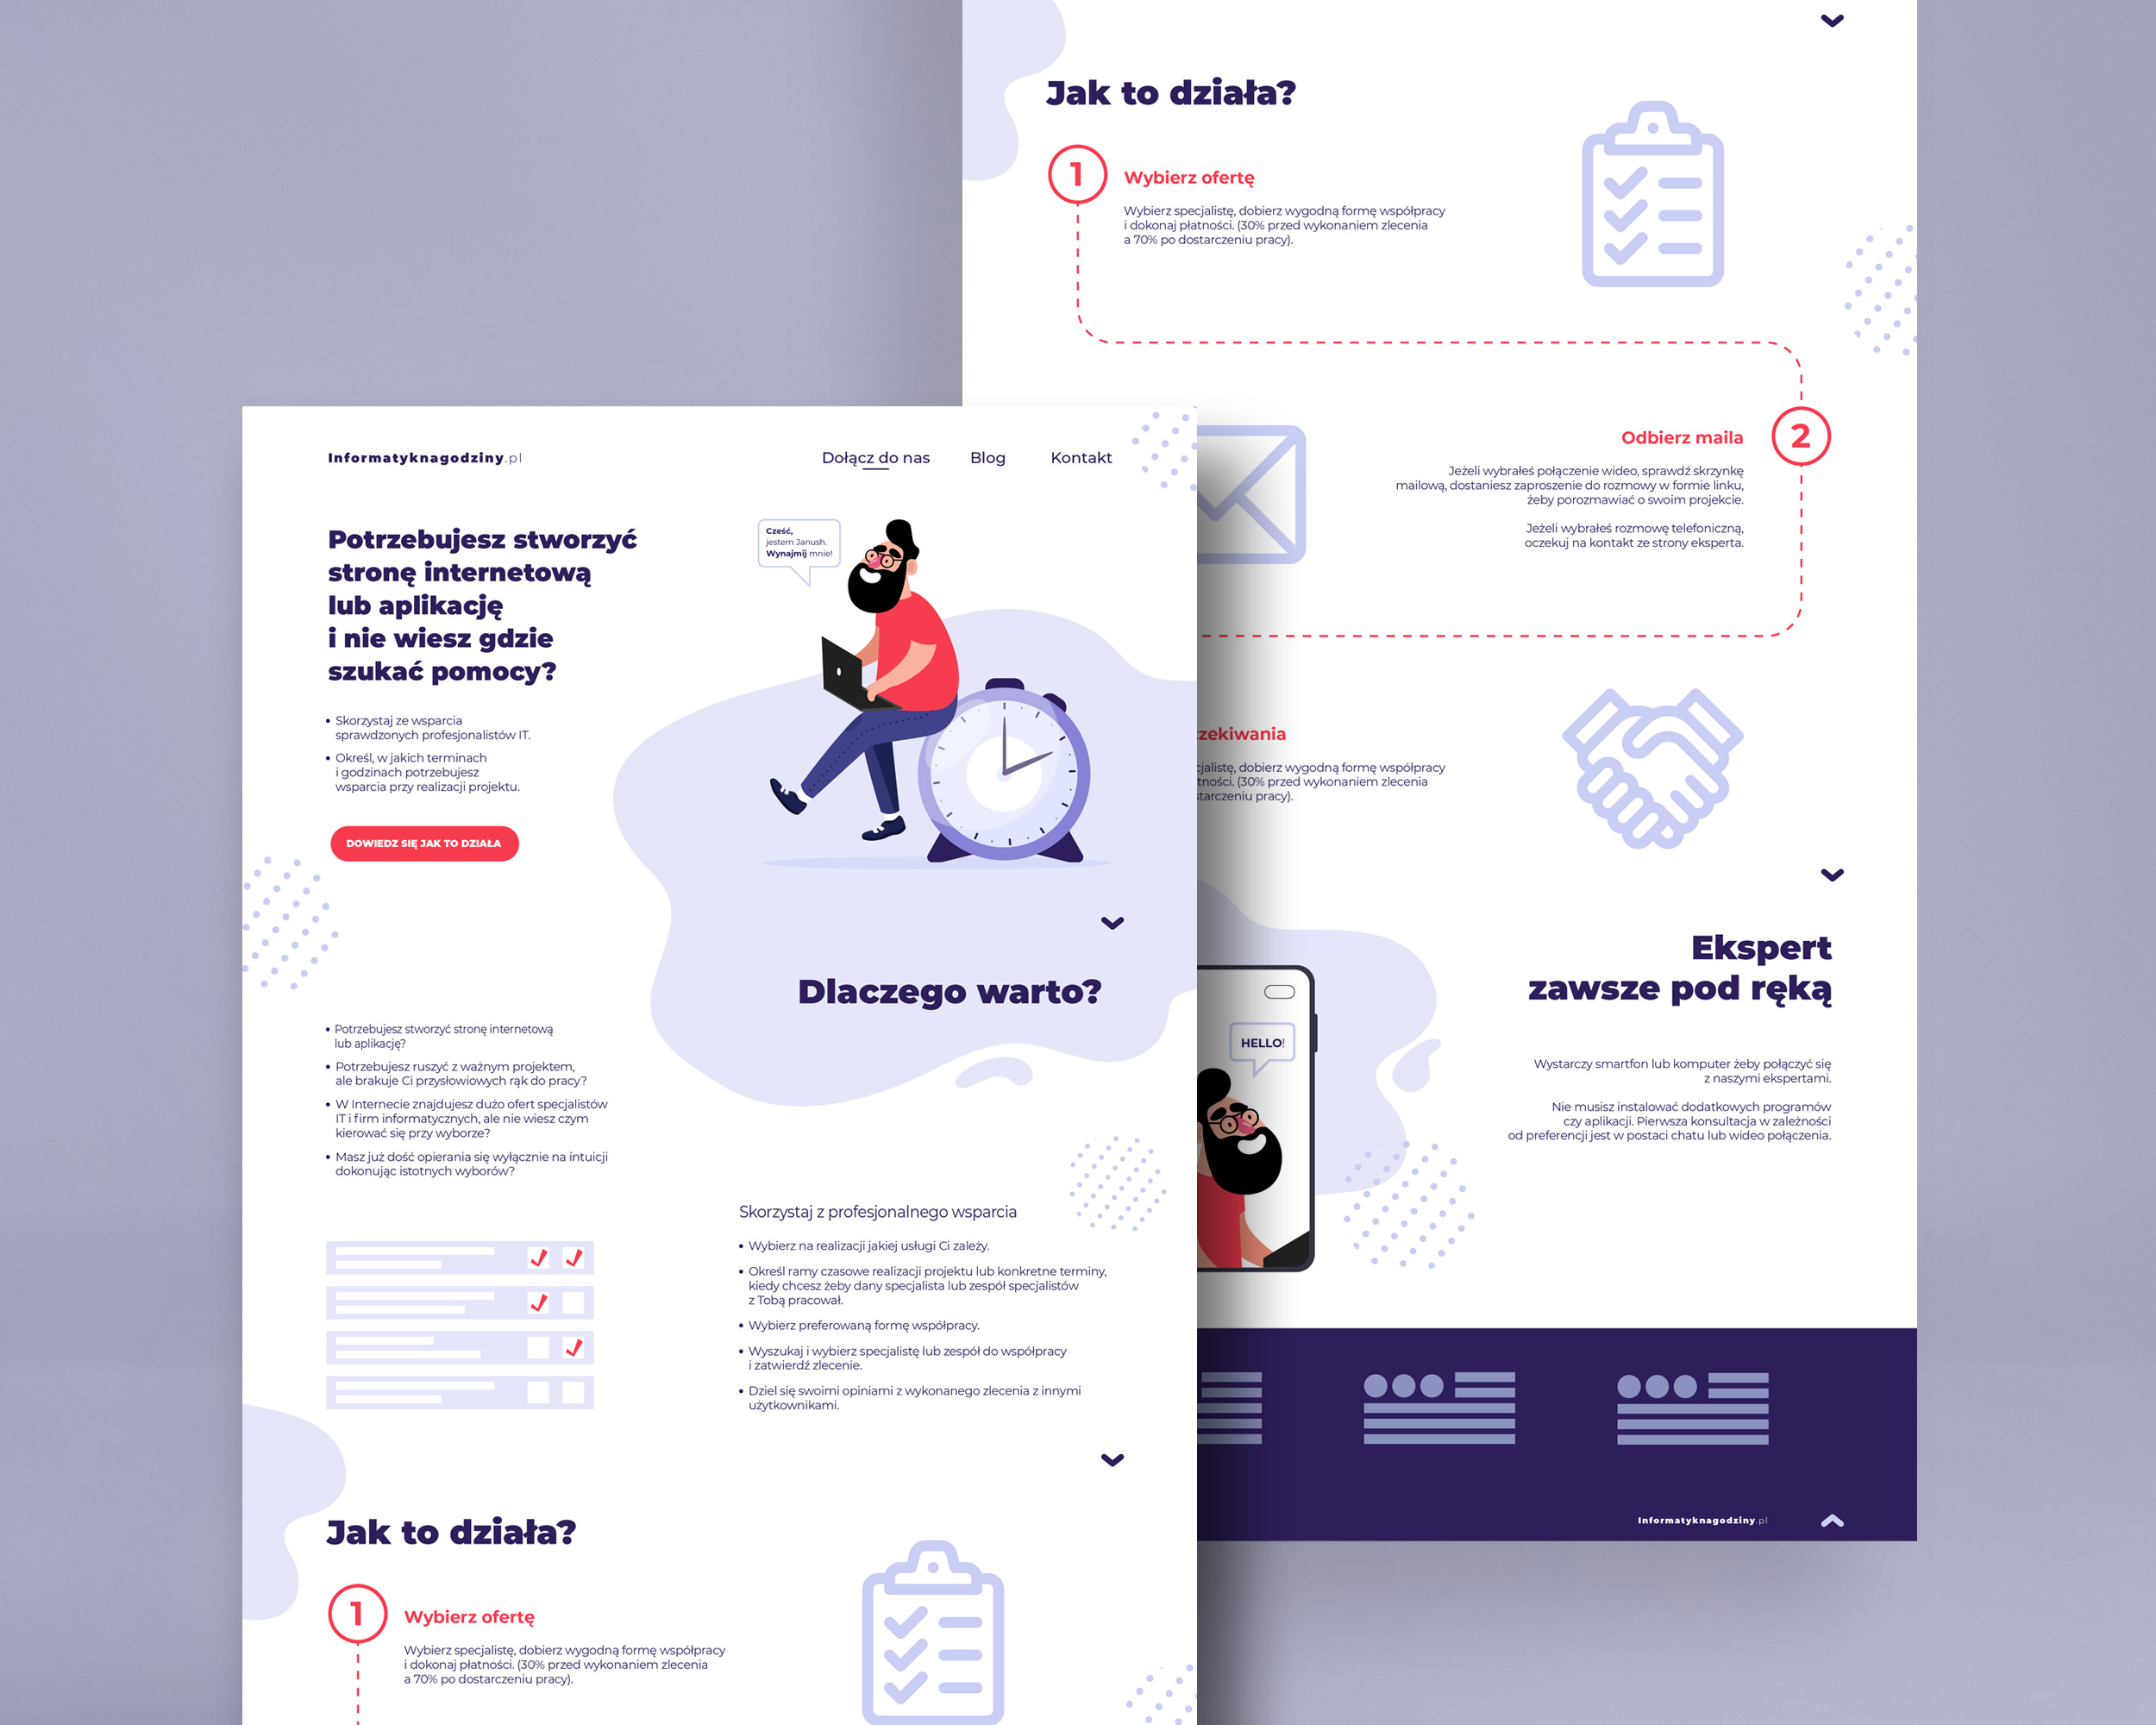 Informatyknagodziny.pl
Dołącz do nas
Blog
Kontakt
Potrzebujesz stworzyć
stronę internetową
lub aplikację
i nie wiesz gdzie
szukać pomocy?
• Skorzystaj ze wsparcia
sprawdzonych profesjonalistów IT.
• Określ, w jakich terminach
i godzinach potrzebujesz
wsparcia przy realizacji projektu.
DOWIEDZ SIĘ JAK TO DZIAŁA
Cześć,
jestem Janush.
Wynajmij mnie!
Dlaczego warto?
• Potrzebujesz stworzyć stronę internetową
lub aplikację?
• Potrzebujesz ruszyć z ważnym projektem,
ale brakuje Ci przysłowiowych rąk do pracy?
• W Internecie znajdujesz dużo ofert specjalistów
IT i firm informatycznych, ale nie wiesz czym
kierować się przy wyborze?
• Masz już dość opierania się wyłącznie na intuicji
dokonując istotnych wyborów?
Skorzystaj z profesjonalnego wsparcia
• Wybierz na realizacji jakiej usługi Ci zależy.
• Określ ramy czasowe realizacji projektu lub konkretne terminy,
kiedy chcesz żeby dany specjalista lub zespół specjalistów
z Tobą pracował.
• Wybierz preferowaną formę współpracy.
• Wyszukaj i wybierz specjalistę lub zespół do współpracy
i zatwierdź zlecenie.
• Dziel się swoimi opiniami z wykonanego zlecenia z innymi
użytkownikami.
Jak to działa?
1
Wybierz ofertę
Wybierz specjalistę, dobierz wygodną formę współpracy
i dokonaj płatności. (30% przed wykonaniem zlecenia
a 70% po dostarczeniu pracy).
Jak to działa?
1
Wybierz ofertę
Wybierz specjalistę, dobierz wygodną formę współpracy
i dokonaj płatności. (30% przed wykonaniem zlecenia
a 70% po dostarczeniu pracy).
2
Odbierz maila
Jeżeli wybrałeś połączenie wideo, sprawdź skrzynkę
mailową, dostaniesz zaproszenie do rozmowy w formie linku,
żeby porozmawiać o swoim projekcie.
Jeżeli wybrałeś rozmowę telefoniczną,
oczekuj na kontakt ze strony eksperta.
zekiwania
cjalistę, dobierz wygodną formę współpracy
tności. (30% przed wykonaniem zlecenia
starczeniu pracy).
Ekspert
zawsze pod ręką
HELLO!
Wystarczy smartfon lub komputer żeby połączyć się
z naszymi ekspertami.
Nie musisz instalować dodatkowych programów
czy aplikacji. Pierwsza konsultacja w zależności
od preferencji jest w postaci chatu lub wideo połączenia.
Informatyknagodziny.pl